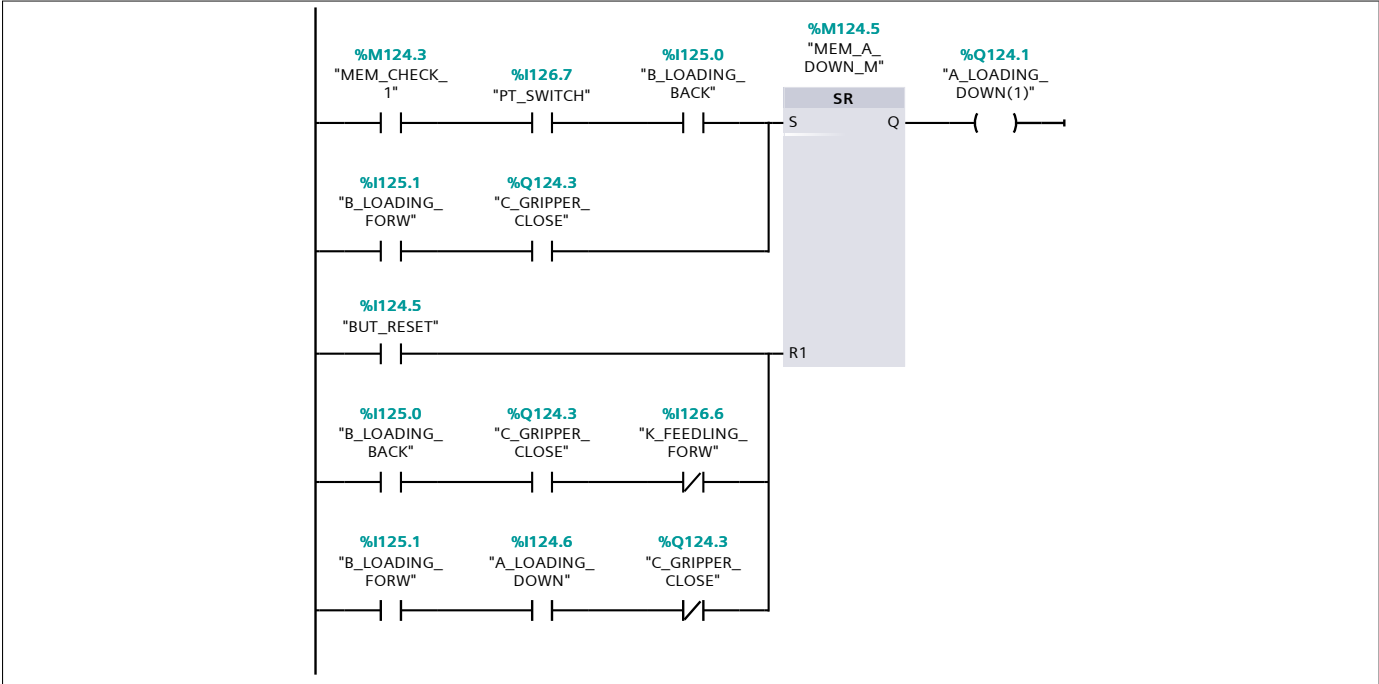 %M124.5
"MEM_A_
DOWN_M"
%M124.3
"MEM_CHECK_
1"
%I126.7
"PT_SWITCH"
%I125.0
"B_LOADING_
BACK"
%Q124.1
"A_LOADING_
DOWN(1)"
SR
S
Q
%I125.1
"B_LOADING_
FORW"
%Q124.3
"C_GRIPPER_
CLOSE"
%I124.5
"BUT_RESET"
R1
%I125.0
"B_LOADING_
BACK"
%Q124.3
"C_GRIPPER_
CLOSE"
%I126.6
"K_FEEDLING_
FORW"
%I125.1
"B_LOADING_
FORW"
%I124.6
"A_LOADING_
DOWN"
%Q124.3
"C_GRIPPER_
CLOSE"